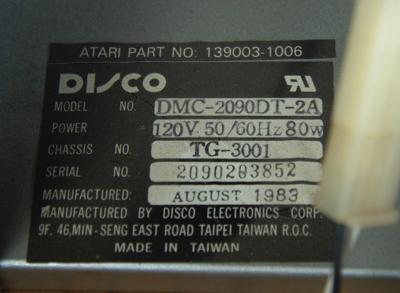 ATARI PART NO: 139003-1006
DISCO
MODEL NO. DMC-2090DT-2A
POWER 120V 50/60Hz 80w
CHASSIS NO. TG-3001
SERIAL NO. 2090203852
MANUFACTURED: AUGUST 1983
MANUFACTURED BY DISCO ELECTRONICS CORP.
9F, 46, MIN-SENG EAST ROAD TAIPEI TAIWAN R.O.C.
MADE IN TAIWAN